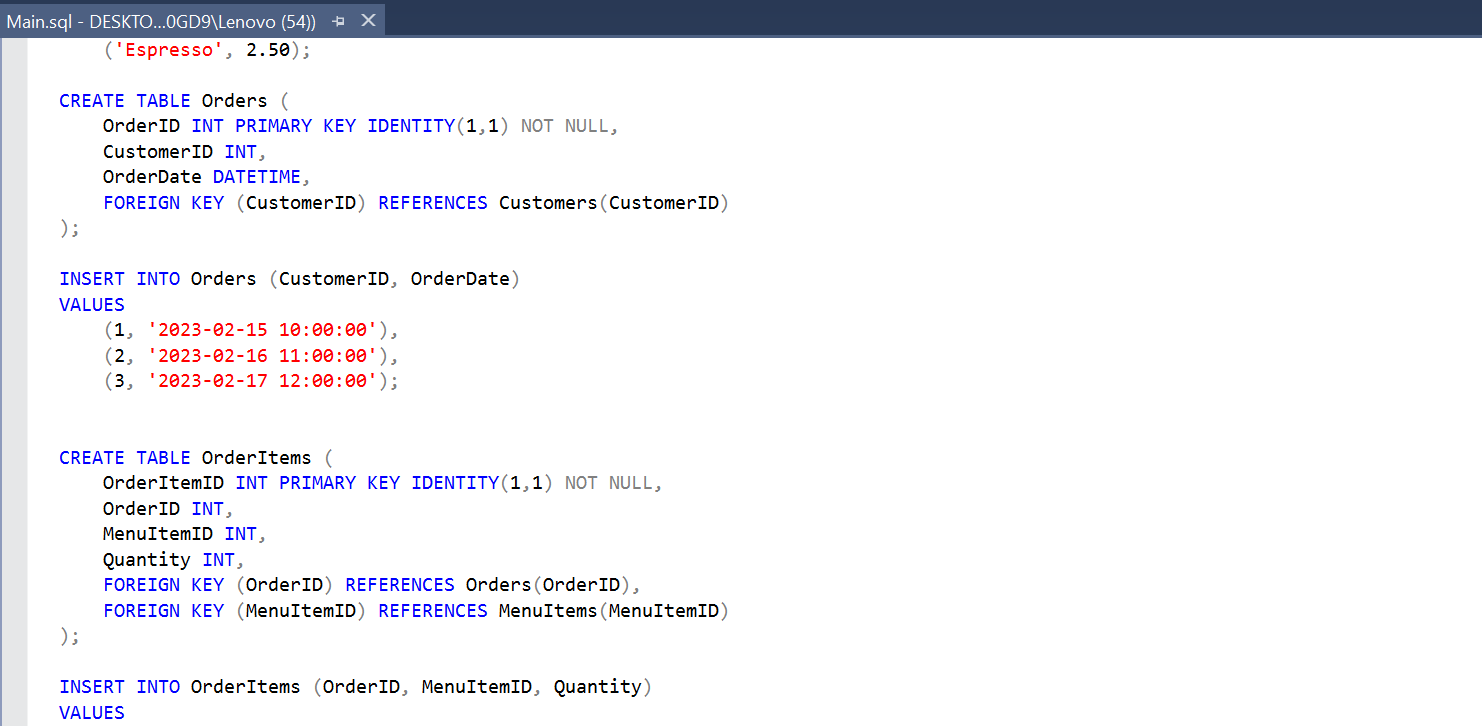 Main.sql - DESKTO...0GD9\Lenovo (54))
('Espresso', 2.50);
CREATE TABLE Orders (
OrderID INT PRIMARY KEY IDENTITY(1,1) NOT NULL,
CustomerID INT,
OrderDate DATETIME,
FOREIGN KEY (CustomerID) REFERENCES Customers(CustomerID)
);
INSERT INTO Orders (CustomerID, OrderDate)
VALUES
(1, '2023-02-15 10:00:00'),
(2, '2023-02-16 11:00:00'),
(3, '2023-02-17 12:00:00');
CREATE TABLE OrderItems (
OrderItemID INT PRIMARY KEY IDENTITY(1,1) NOT NULL,
OrderID INT,
MenuItemID INT,
Quantity INT,
FOREIGN KEY (OrderID) REFERENCES Orders(OrderID),
FOREIGN KEY (MenuItemID) REFERENCES MenuItems(MenuItemID)
);
INSERT INTO OrderItems (OrderID, MenuItemID, Quantity)
VALUES